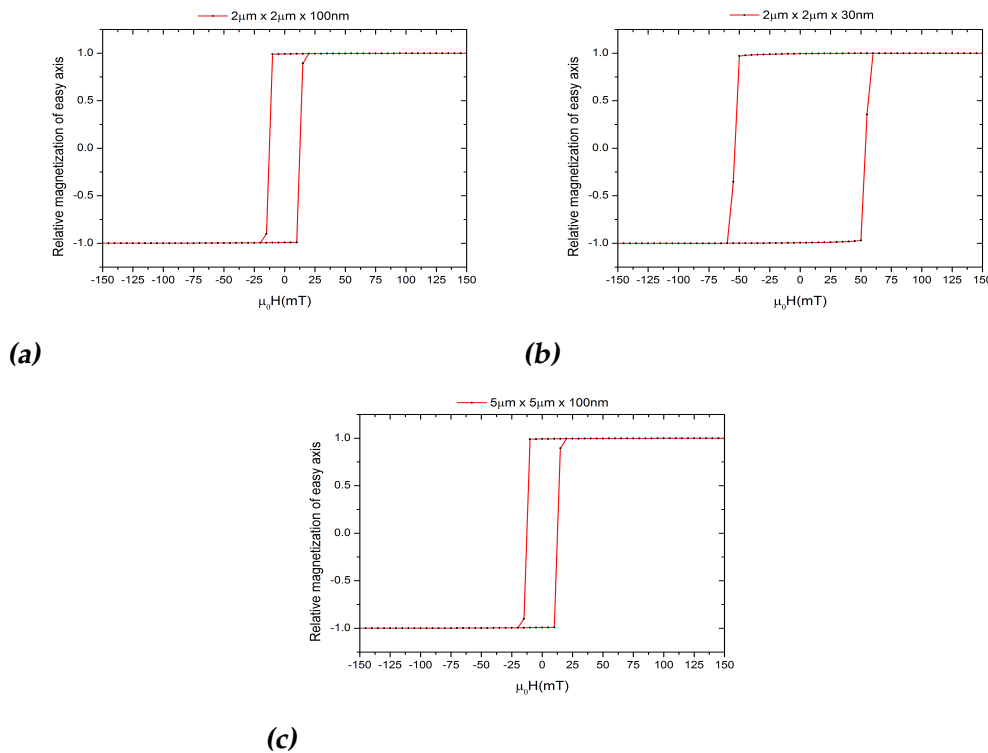 2μm x 2μm x 100nm
Relative magnetization of easy axis
1.0
0.5
0.0
-0.5
-1.0
-150 -125 -100 -75 -50 -25 0 25 50 75 100 125 150
μ₀H(mT)
(a)
2μm x 2μm x 30nm
Relative magnetization of easy axis
1.0
0.5
0.0
-0.5
-1.0
-150 -125 -100 -75 -50 -25 0 25 50 75 100 125 150
μ₀H(mT)
(b)
5μm x 5μm x 100nm
Relative magnetization of easy axis
1.0
0.5
0.0
-0.5
-1.0
-150 -125 -100 -75 -50 -25 0 25 50 75 100 125 150
μ₀H(mT)
(c)